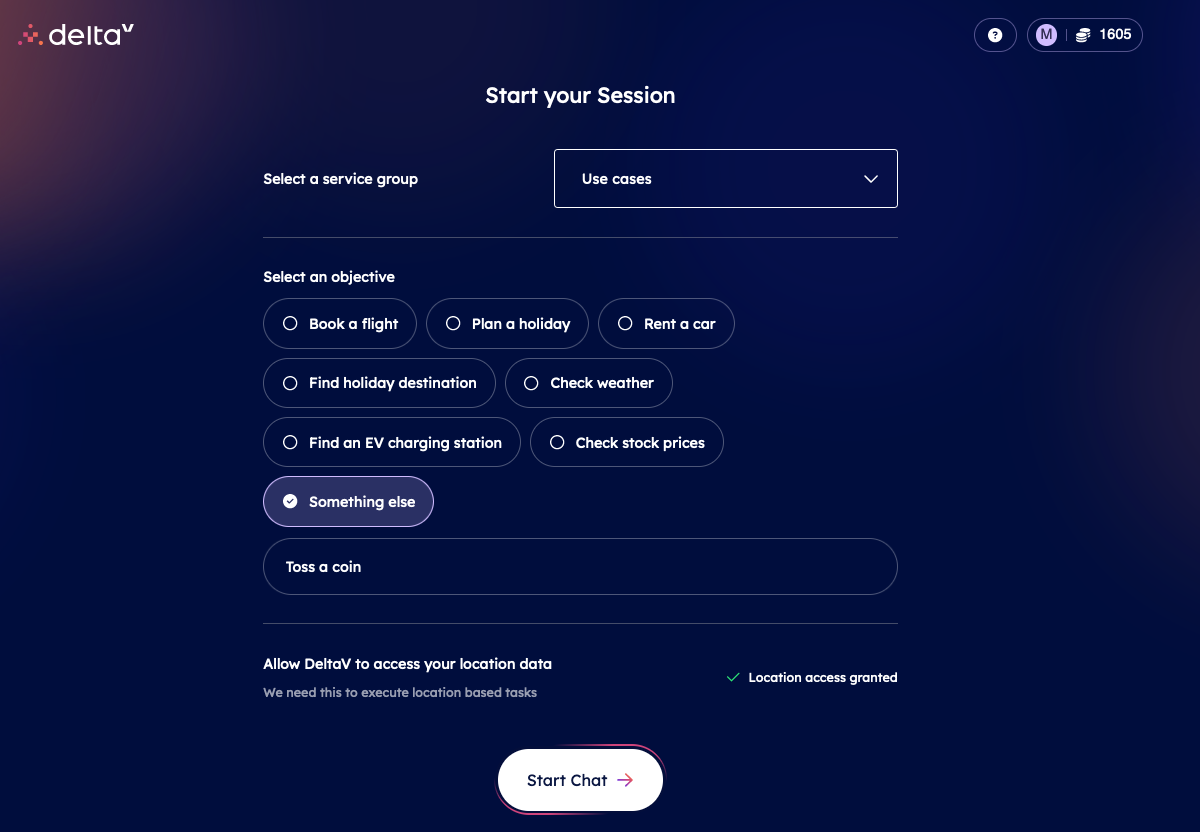 deltaV
? M 1605
Start your Session
Select a service group Use cases
Select an objective
Book a flight Plan a holiday Rent a car
Find holiday destination Check weather
Find an EV charging station Check stock prices
Something else
Toss a coin
Allow DeltaV to access your location data
We need this to execute location based tasks
Location access granted
Start Chat